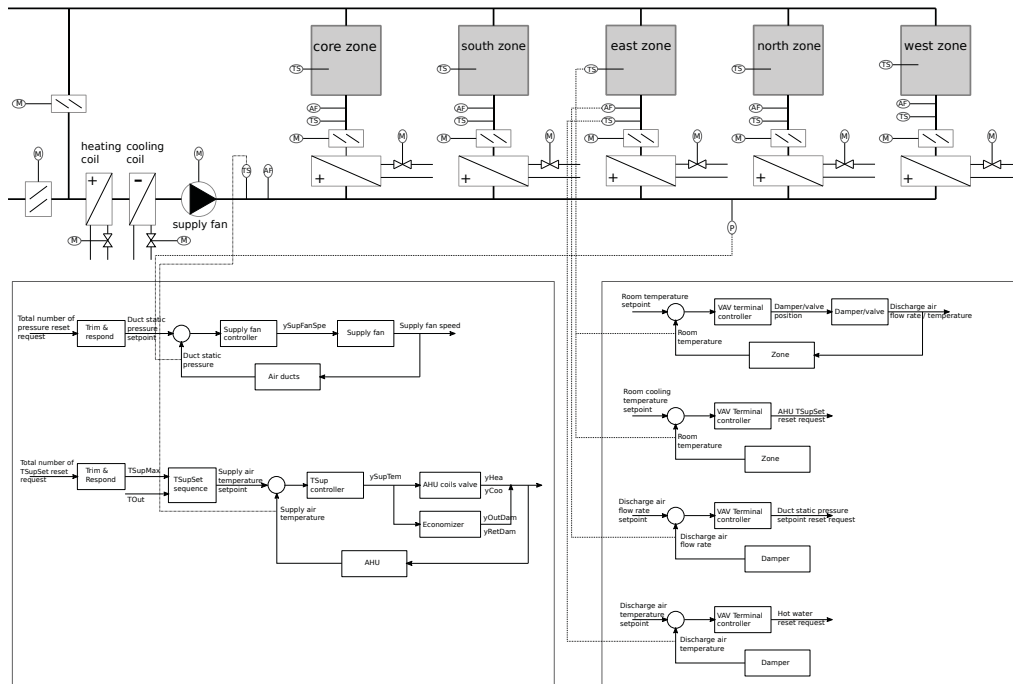 core zone
south zone
east zone
north zone
west zone
TS
TS
TS
TS
TS
AF
AF
AF
AF
AF
TS
TS
TS
TS
TS
M
M
M
M
M
M
M
M
M
M
M
heating
coil
cooling
coil
M
M
TS
AF
+
-
+
+
+
+
+
supply fan
P
M
M
Total number of
pressure reset
request
Trim &
respond
Duct static
pressure
setpoint
Supply fan
controller
ySupFanSpe
Supply fan
Supply fan speed
Duct static
pressure
Air ducts
Total number of
TSupSet reset
request
Trim &
Respond
TSupMax
TOut
TSupSet
sequence
Supply air
temperature
setpoint
TSup
controller
ySupTem
AHU coils valve
yHea
yCoo
Supply air
temperature
Economizer
yOutDam
yRetDam
AHU
Room temperature
setpoint
VAV terminal
controller
Damper/valve
position
Damper/valve
Discharge air
flow rate / temperature
Room
temperature
Zone
Room cooling
temperature
setpoint
VAV Terminal
controller
AHU TSupSet
reset request
Room
temperature
Zone
Discharge air
flow rate
setpoint
VAV Terminal
controller
Duct static pressure
setpoint reset request
Discharge air
flow rate
Damper
Discharge air
temperature
setpoint
VAV Terminal
controller
Hot water
reset request
Discharge air
temperature
Damper